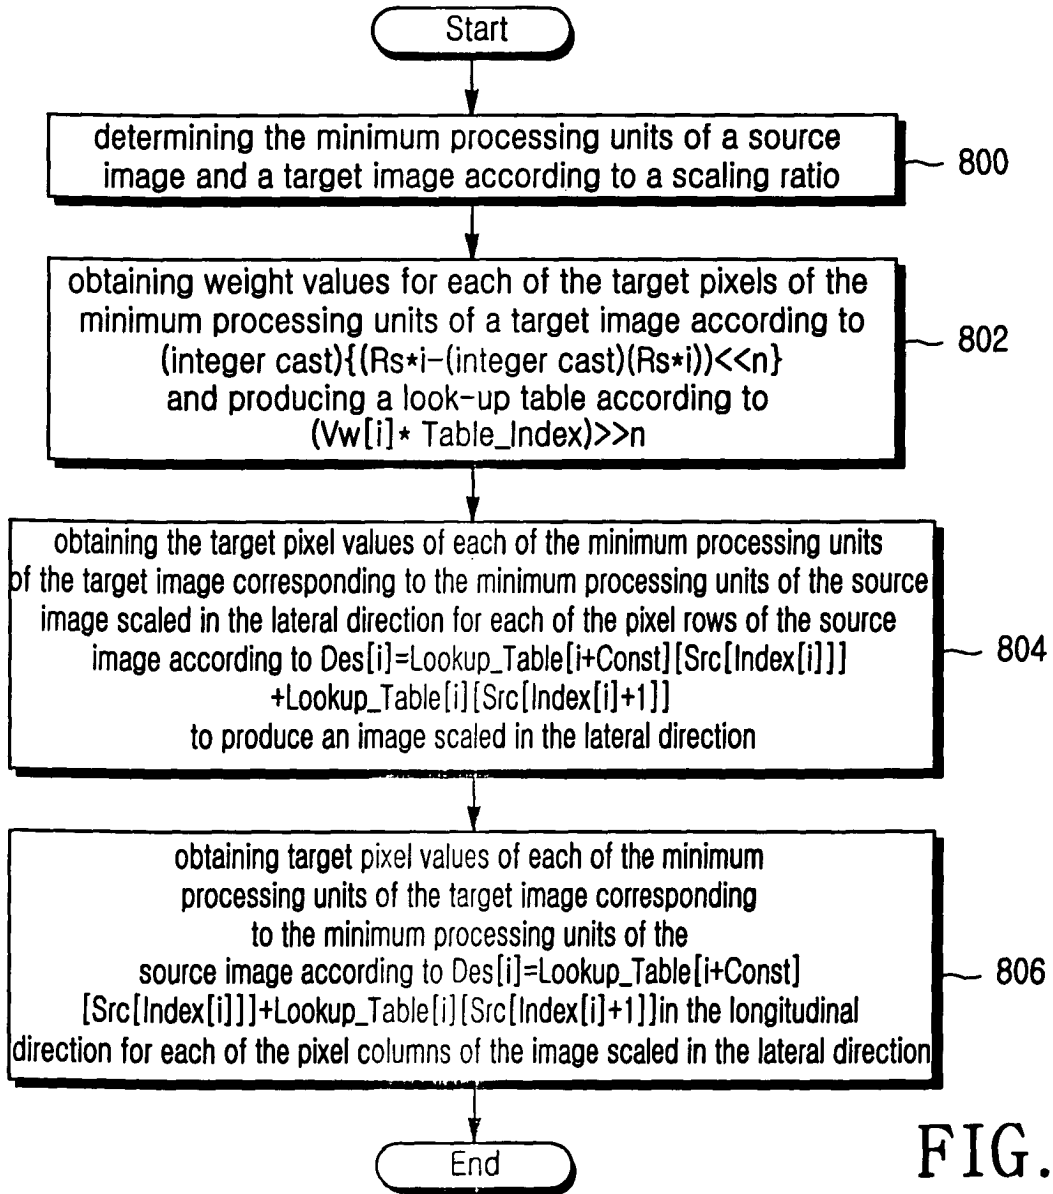 Start
determining the minimum processing units of a source
image and a target image according to a scaling ratio
800
obtaining weight values for each of the target pixels of the
minimum processing units of a target image according to
(integer cast){(Rs*i-(integer cast)(Rs*i))<<n}
and producing a look-up table according to
(Vw[i]* Table_Index)>>n
802
obtaining the target pixel values of each of the minimum processing units
of the target image corresponding to the minimum processing units of the source
image scaled in the lateral direction for each of the pixel rows of the source
image according to Des[i]=Lookup_Table[i+Const][Src[Index[i]]]
+Lookup_Table[i][Src[Index[i]+1]]
to produce an image scaled in the lateral direction
804
obtaining target pixel values of each of the minimum
processing units of the target image corresponding
to the minimum processing units of the
source image according to Des[i]=Lookup_Table[i+Const]
[Src[Index[i]]]+Lookup_Table[i][Src[Index[i]+1]]in the longitudinal
direction for each of the pixel columns of the image scaled in the lateral direction
806
End
FIG.